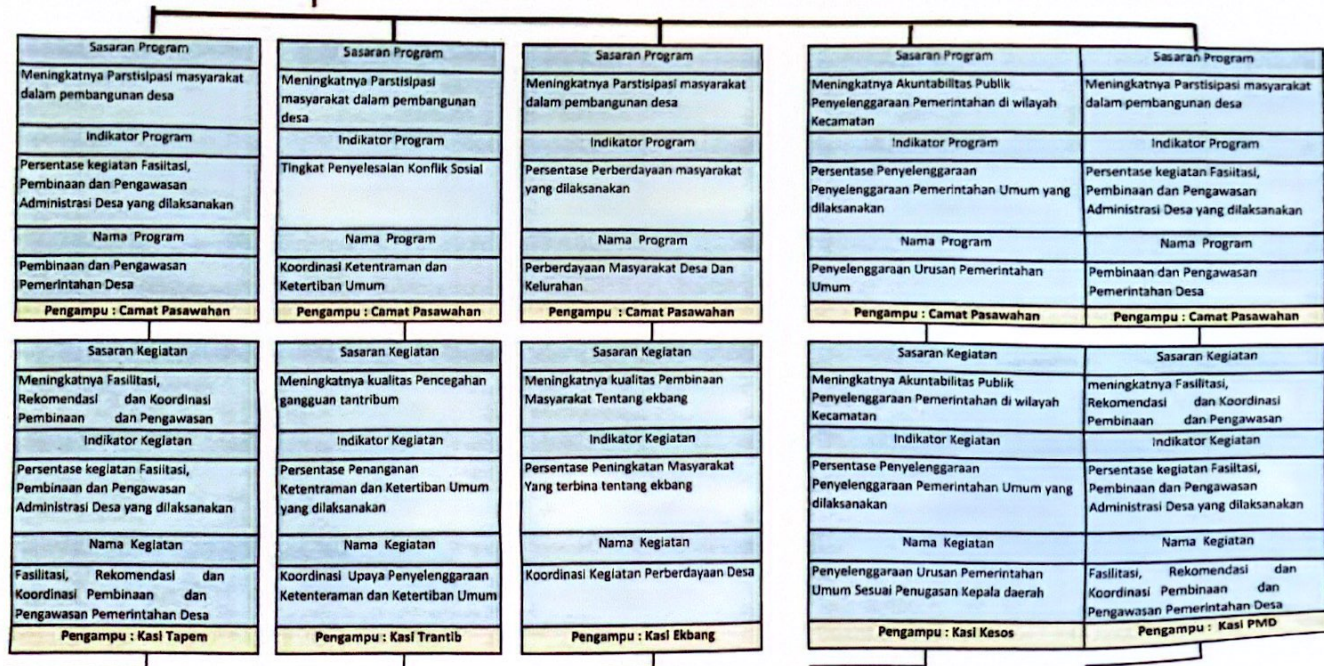 Sasaran Program
Meningkatnya Parstisipasi masyarakat
dalam pembangunan desa
Indikator Program
Persentase kegiatan Fasiitasi,
Pembinaan dan Pengawasan
Administrasi Desa yang dilaksanakan
Nama Program
Pembinaan dan Pengawasan
Pemerintahan Desa
Pengampu : Camat Pasawahan
Sasaran Program
Meningkatnya Parstisipasi
masyarakat dalam pembangunan
desa
Indikator Program
Tingkat Penyelesaian Konflik Sosial
Nama Program
Koordinasi Ketentraman dan
Ketertiban Umum
Pengampu : Camat Pasawahan
Sasaran Program
Meningkatnya Parstisipasi masyarakat
dalam pembangunan desa
Indikator Program
Persentase Perberdayaan masyarakat
yang dilaksanakan
Nama Program
Perberdayaan Masyarakat Desa Dan
Kelurahan
Pengampu : Camat Pasawahan
Sasaran Program
Meningkatnya Akuntabilitas Publik
Penyelenggaraan Pemerintahan di wilayah
Kecamatan
Indikator Program
Persentase Penyelenggaraan
Penyelenggaraan Pemerintahan Umum yang
dilaksanakan
Nama Program
Penyelenggaraan Urusan Pemerintahan
Umum
Pengampu : Camat Pasawahan
Sasaran Program
Meningkatnya Parstisipasi masyarakat
dalam pembangunan desa
Indikator Program
Persentase kegiatan Fasiitasi,
Pembinaan dan Pengawasan
Administrasi Desa yang dilaksanakan
Nama Program
Pembinaan dan Pengawasan
Pemerintahan Desa
Pengampu : Camat Pasawahan
Sasaran Kegiatan
Meningkatnya Fasilitasi,
Rekomendasi dan Koordinasi
Pembinaan dan Pengawasan
Indikator Kegiatan
Persentase kegiatan Fasiitasi,
Pembinaan dan Pengawasan
Administrasi Desa yang dilaksanakan
Nama Kegiatan
Fasilitasi, Rekomendasi dan
Koordinasi Pembinaan dan
Pengawasan Pemerintahan Desa
Pengampu : Kasi Tapem
Sasaran Kegiatan
Meningkatnya kualitas Pencegahan
gangguan tantribum
Indikator Kegiatan
Persentase Penanganan
Ketentraman dan Ketertiban Umum
yang dilaksanakan
Nama Kegiatan
Koordinasi Upaya Penyelenggaraan
Ketenteraman dan Ketertiban Umum
Pengampu : Kasi Trantib
Sasaran Kegiatan
Meningkatnya kualitas Pembinaan
Masyarakat Tentang ekbang
Indikator Kegiatan
Persentase Peningkatan Masyarakat
Yang terbina tentang ekbang
Nama Kegiatan
Koordinasi Kegiatan Perberdayaan Desa
Pengampu : Kasi Ekbang
Sasaran Kegiatan
Meningkatnya Akuntabilitas Publik
Penyelenggaraan Pemerintahan di wilayah
Kecamatan
Indikator Kegiatan
Persentase Penyelenggaraan
Penyelenggaraan Pemerintahan Umum yang
dilaksanakan
Nama Kegiatan
Penyelenggaraan Urusan Pemerintahan
Umum Sesuai Penugasan Kepala daerah
Pengampu : Kasi Kesos
Sasaran Kegiatan
meningkatnya Fasilitasi,
Rekomendasi dan Koordinasi
Pembinaan dan Pengawasan
Indikator Kegiatan
Persentase kegiatan Fasiltasi,
Pembinaan dan Pengawasan
Administrasi Desa yang dilaksanakan
Nama Kegiatan
Fasilitasi, Rekomendasi dan
Koordinasi Pembinaan dan
Pengawasan Pemerintahan Desa
Pengampu : Kasi PMD